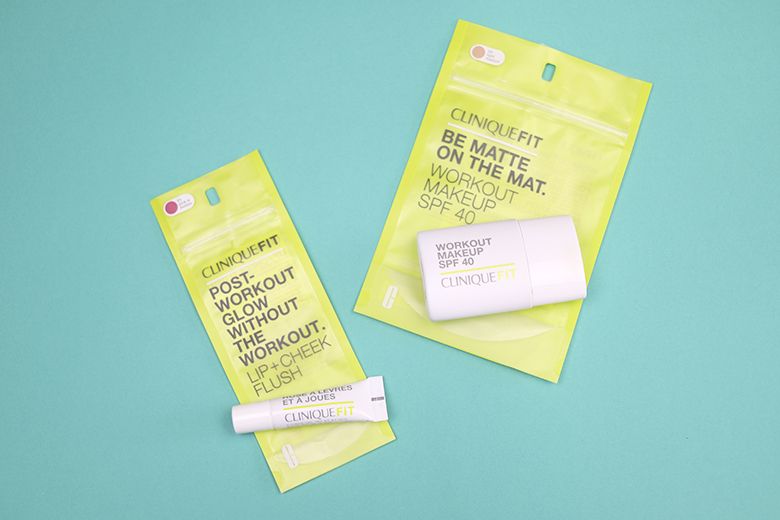 CLINIQUEFIT
POST-
WORKOUT
GLOW
WITHOUT
THE
WORKOUT.
LIP+CHEEK
FLUSH
ROSE À LÈVRES
ET À JOUES
CLINIQUEFIT
CLINIQUEFIT
BE MATTE
ON THE MAT.
WORKOUT
MAKEUP
SPF 40
WORKOUT
MAKEUP
SPF 40
CLINIQUEFIT